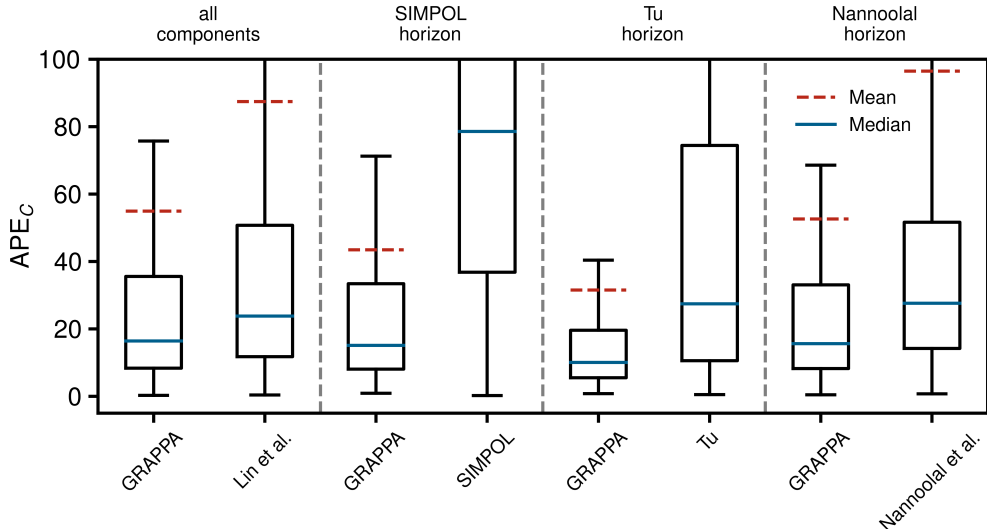 all
components
SIMPOL
horizon
Tu
horizon
Nannoolal
horizon
APE_C
100
80
60
40
20
0
Mean
Median
GRAPPA
Lin et al.
GRAPPA
SIMPOL
GRAPPA
Tu
GRAPPA
Nannoolal et al.